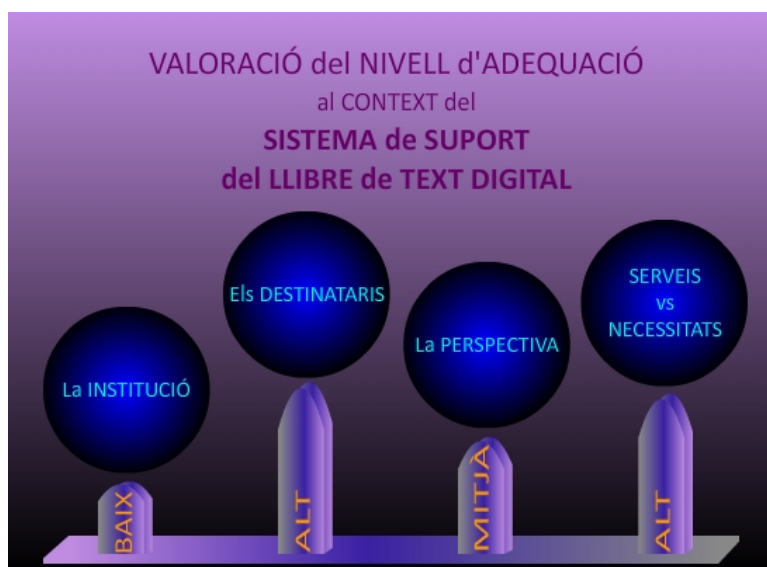 VALORACIÓ del NIVELL d'ADEQUACIÓ
al CONTEXT del
SISTEMA de SUPORT
del LLIBRE de TEXT DIGITAL
La INSTITUCIÓ
Els DESTINATARIS
La PERSPECTIVA
SERVEIS
vs
NECESSITATS
BAIX
ALT
MITJÀ
ALT